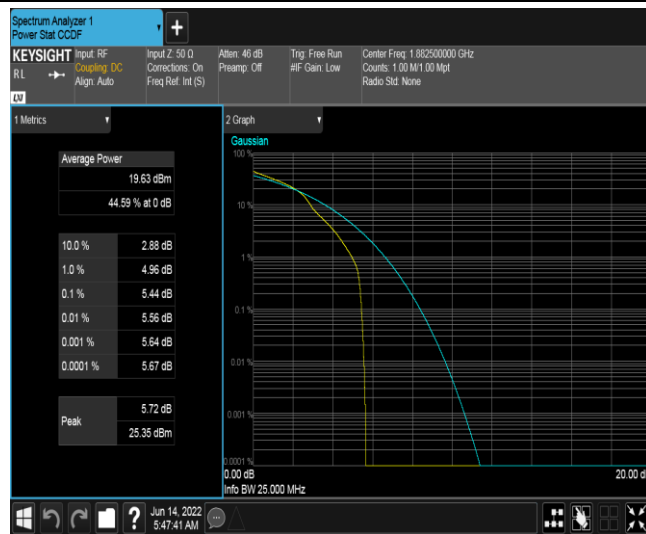 Spectrum Analyzer 1
Power Stat CCDF
KEYSIGHT
RL
LXI
Input: RF
Coupling: DC
Align: Auto
Input Z: 50 Ω
Corrections: On
Freq Ref: Int (S)
Atten: 46 dB
Preamp: Off
Trig: Free Run
#IF Gain: Low
Center Freq: 1.882500000 GHz
Counts: 1.00 M/1.00 Mpt
Radio Std: None
1 Metrics
Average Power
19.63 dBm
44.59 % at 0 dB
10.0 % 2.88 dB
1.0 % 4.96 dB
0.1 % 5.44 dB
0.01 % 5.56 dB
0.001 % 5.64 dB
0.0001 % 5.67 dB
Peak
5.72 dB
25.35 dBm
2 Graph
Gaussian
100 %
10 %
1 %
0.1 %
0.01 %
0.001 %
0.0001 %
0.00 dB
20.00 d
Info BW 25.000 MHz
?
Jun 14, 2022
5:47:41 AM